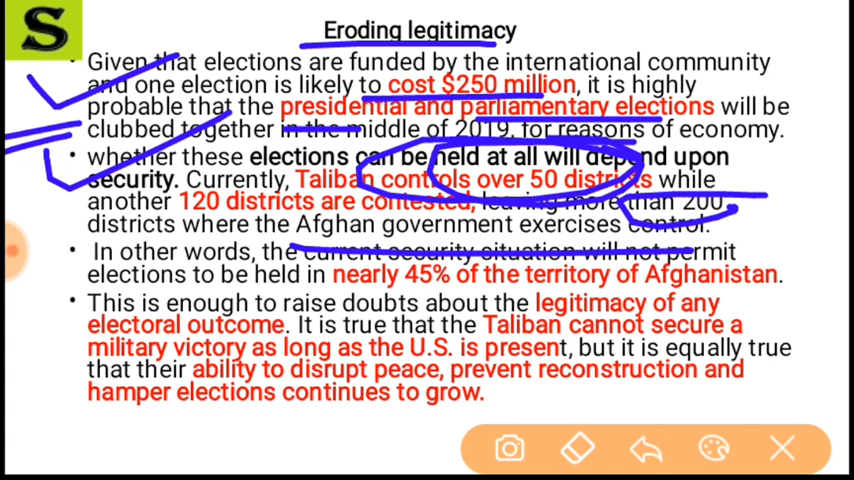 S
Eroding legitimacy
• Given that elections are funded by the international community
and one election is likely to cost $250 million, it is highly
probable that the presidential and parliamentary elections will be
clubbed together in the middle of 2019, for reasons of economy.
• whether these elections can be held at all will depend upon
security. Currently, Taliban controls over 50 districts while
another 120 districts are contested, leaving more than 200
districts where the Afghan government exercises control.
• In other words, the current security situation will not permit
elections to be held in nearly 45% of the territory of Afghanistan.
• This is enough to raise doubts about the legitimacy of any
electoral outcome. It is true that the Taliban cannot secure a
military victory as long as the U.S. is present, but it is equally true
that their ability to disrupt peace, prevent reconstruction and
hamper elections continues to grow.